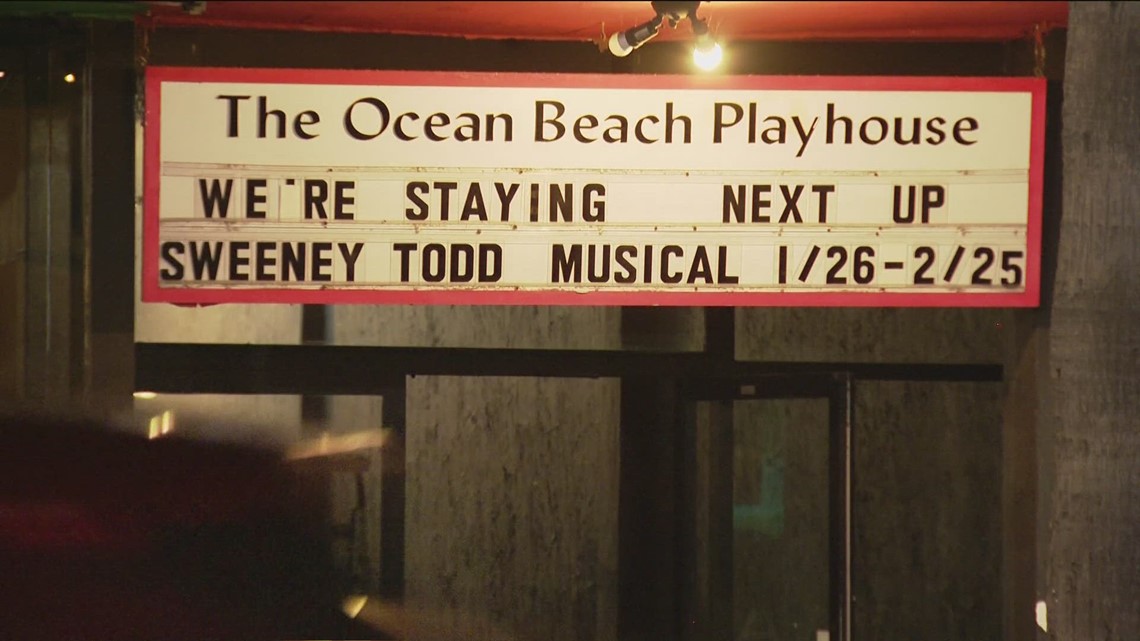 The Ocean Beach Playhouse
WE'RE STAYING NEXT UP
SWEENEY TODD MUSICAL 1/26-2/25